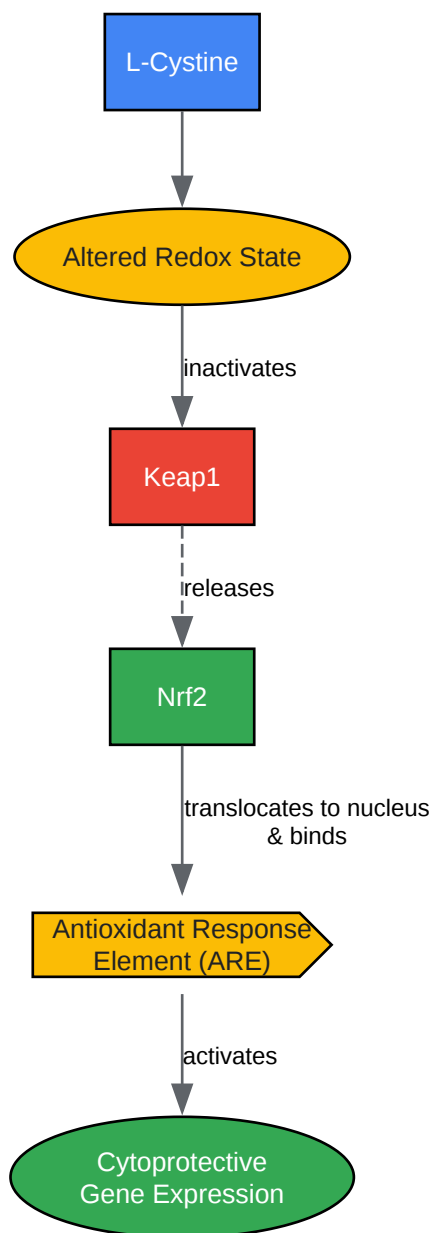 L-Cystine
Altered Redox State
inactivates
Keap1
releases
Nrf2
translocates to nucleus
& binds
Antioxidant Response
Element (ARE)
activates
Cytoprotective
Gene Expression